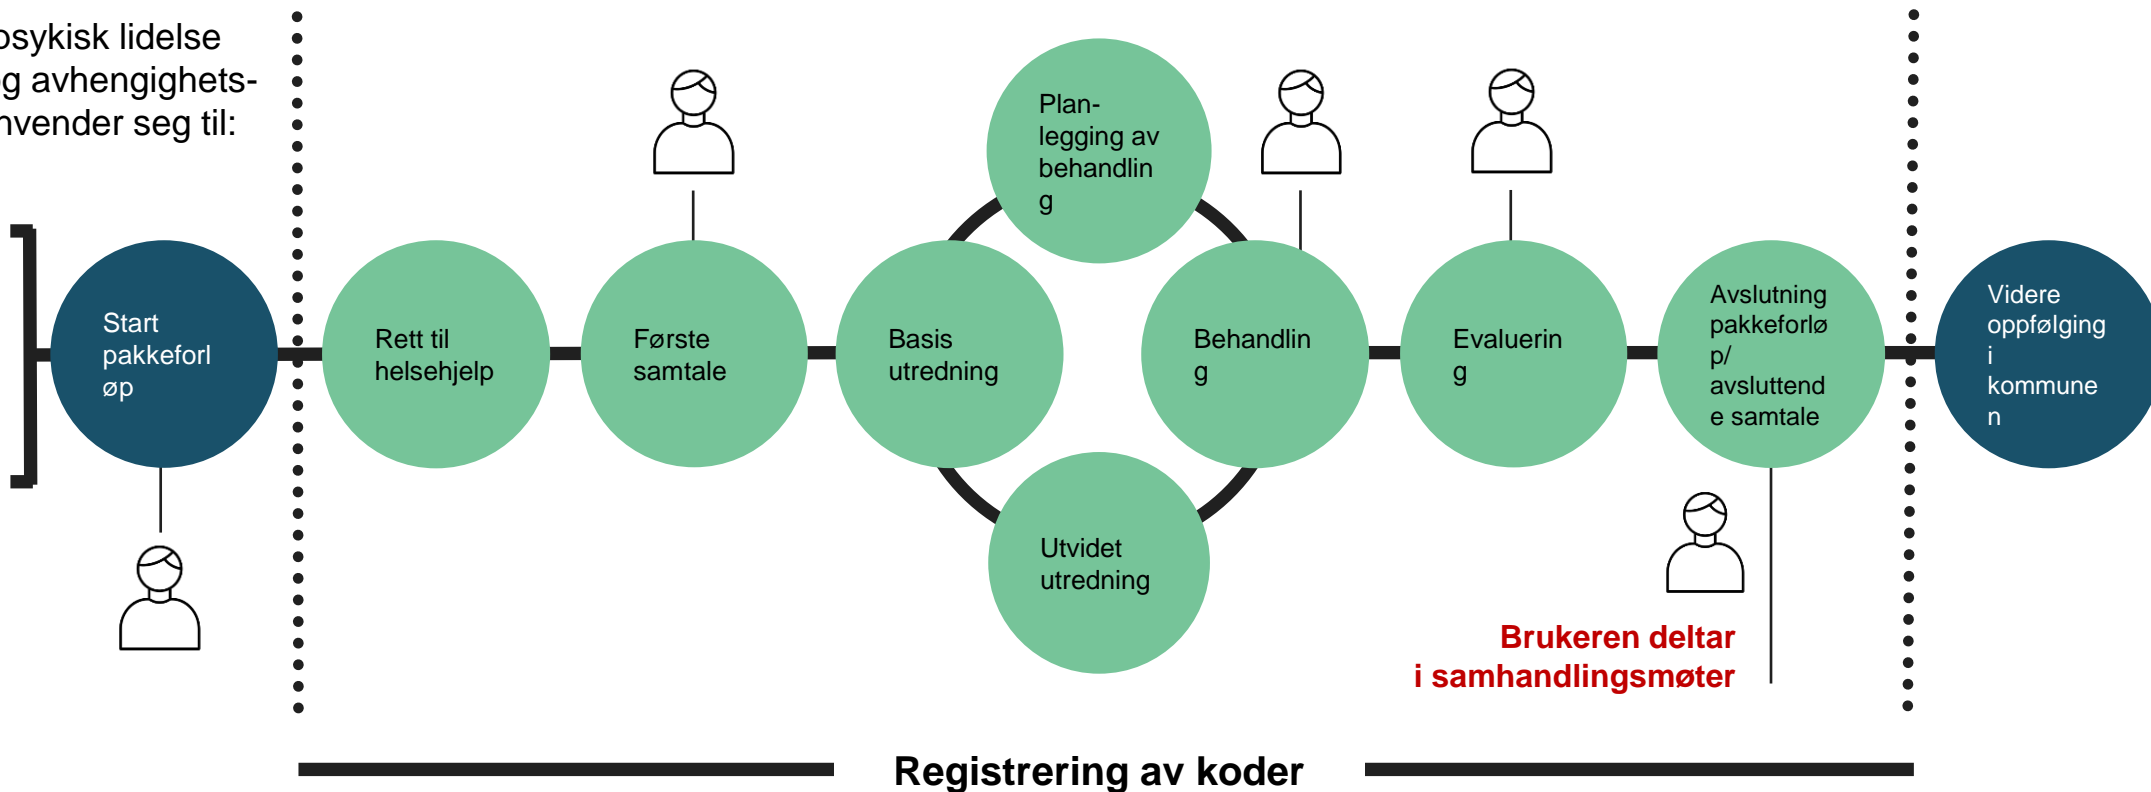 psykisk lidelse
og avhengighets-
nvender seg til:
Start
pakkeforl
øp
Rett til
helsehjelp
Første
samtale
Basis
utredning
Plan-
legging av
behandlin
g
Utvidet
utredning
Behandlin
g
Evaluerin
g
Avslutning
pakkeforlø
p/
avsluttend
e samtale
Videre
oppfølging
i
kommune
n
Brukeren deltar
i samhandlingsmøter
Registrering av koder